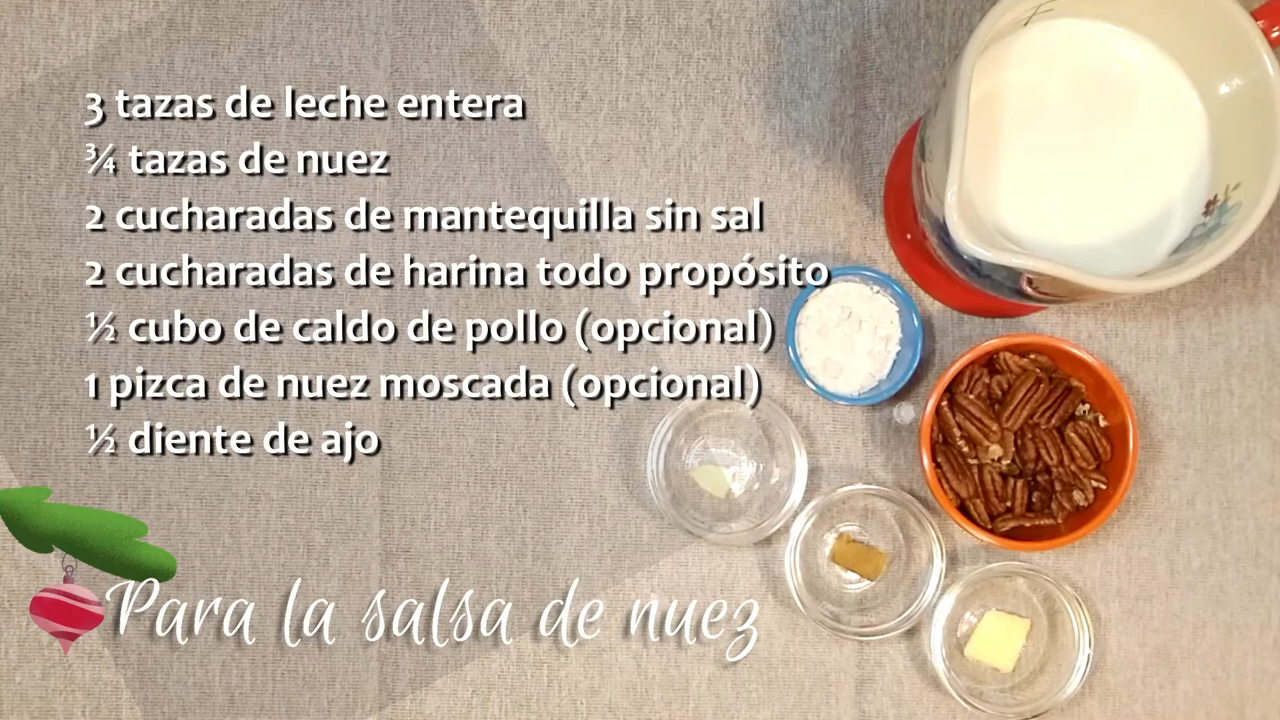 3 tazas de leche entera
¾ tazas de nuez
2 cucharadas de mantequilla sin sal
2 cucharadas de harina todo propósito
½ cubo de caldo de pollo (opcional)
1 pizca de nuez moscada (opcional)
½ diente de ajo
Para la salsa de nuez